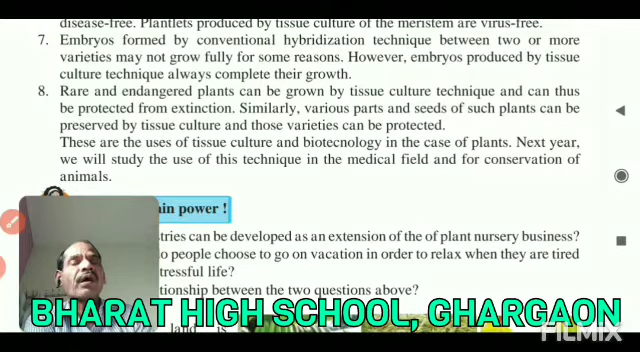 disease-free. Plantlets produced by tissue culture of the meristem are virus-free.
7. Embryos formed by conventional hybridization technique between two or more
varieties may not grow fully for some reasons. However, embryos produced by tissue
culture technique always complete their growth.
8. Rare and endangered plants can be grown by tissue culture technique and can thus
be protected from extinction. Similarly, various parts and seeds of such plants can be
preserved by tissue culture and those varieties can be protected.
These are the uses of tissue culture and biotecnology in the case of plants. Next year,
we will study the use of this technique in the medical field and for conservation of
animals.
ain power !
stries can be developed as an extension of the of plant nursery business?
o people choose to go on vacation in order to relax when they are tired
tressful life?
tionship between the two questions above?
BHARAT HIGH SCHOOL, GHARGAON
land is
FILMIX